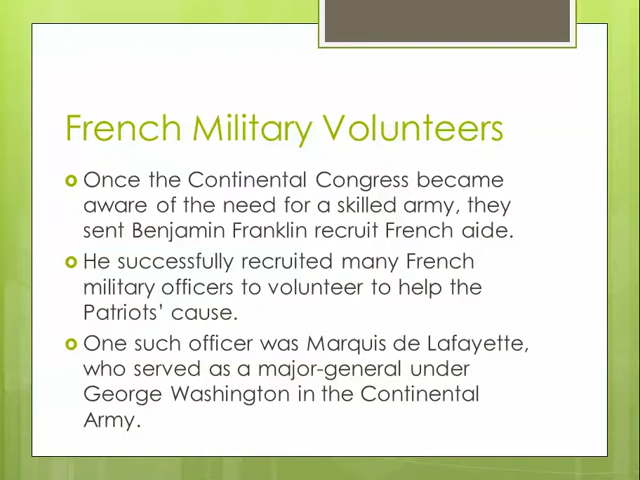 French Military Volunteers
Once the Continental Congress became
aware of the need for a skilled army, they
sent Benjamin Franklin recruit French aide.
He successfully recruited many French
military officers to volunteer to help the
Patriots' cause.
One such officer was Marquis de Lafayette,
who served as a major-general under
George Washington in the Continental
Army.